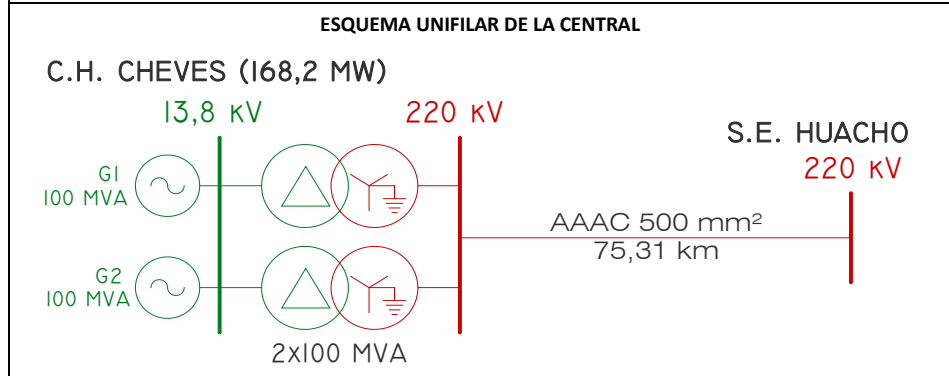 ESQUEMA UNIFILAR DE LA CENTRAL
C.H. CHEVES (168,2 MW)
13,8 KV
220 KV
S.E. HUACHO
220 KV
G1
100 MVA
AAAC 500 mm²
75,31 km
G2
100 MVA
2x100 MVA